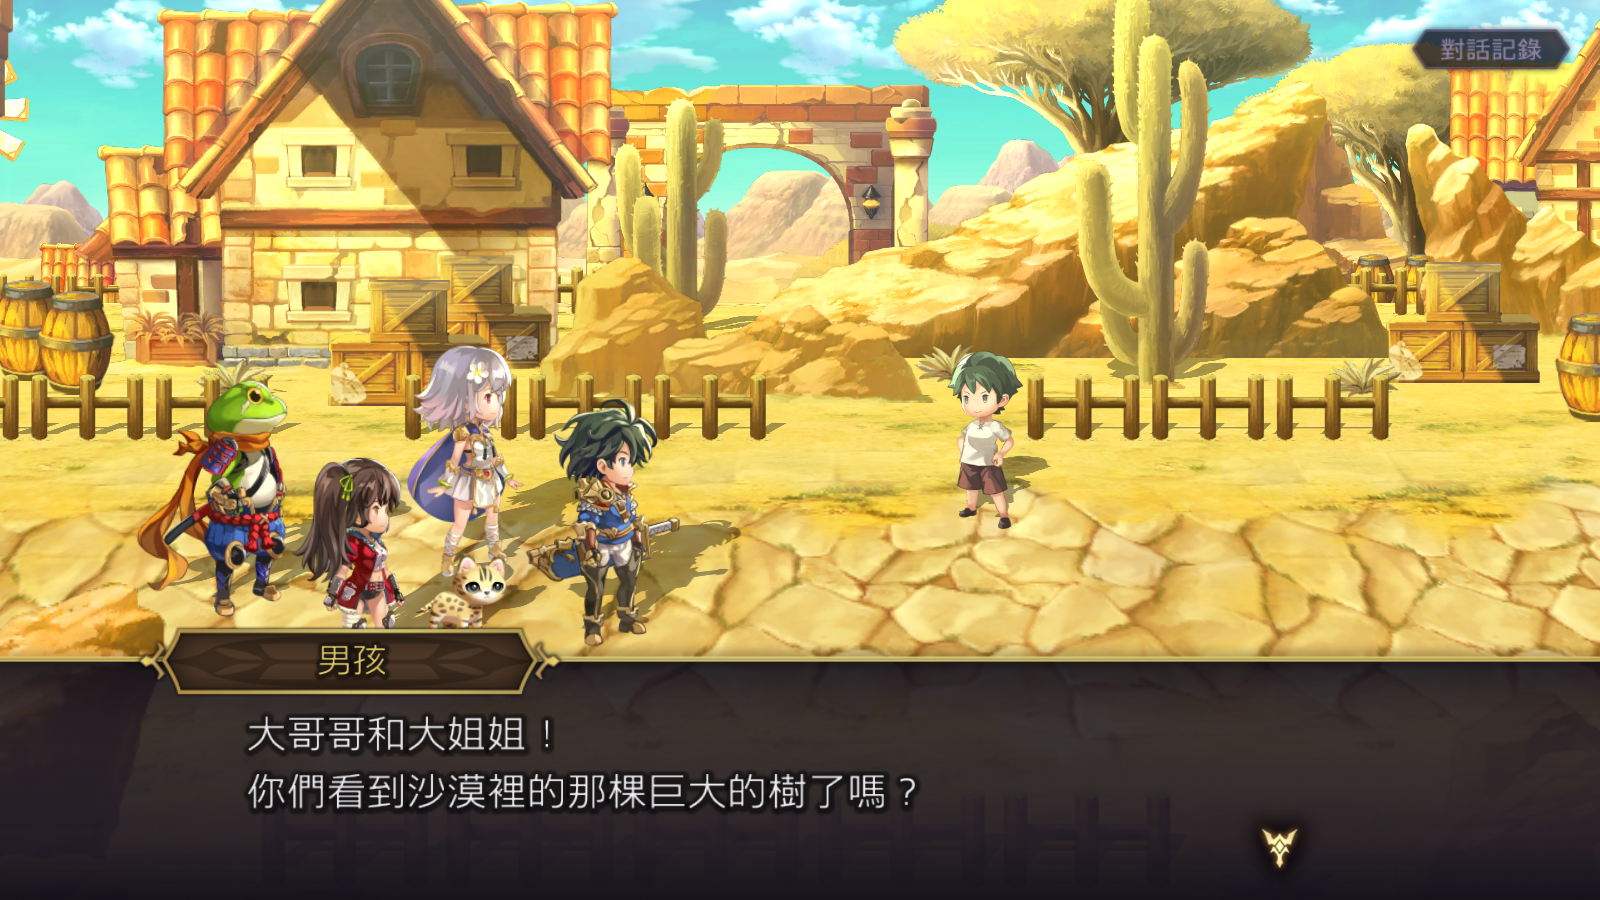 對話記錄
男孩
大哥哥和大姐姐！
你們看到沙漠裡的那棵巨大的樹了嗎？